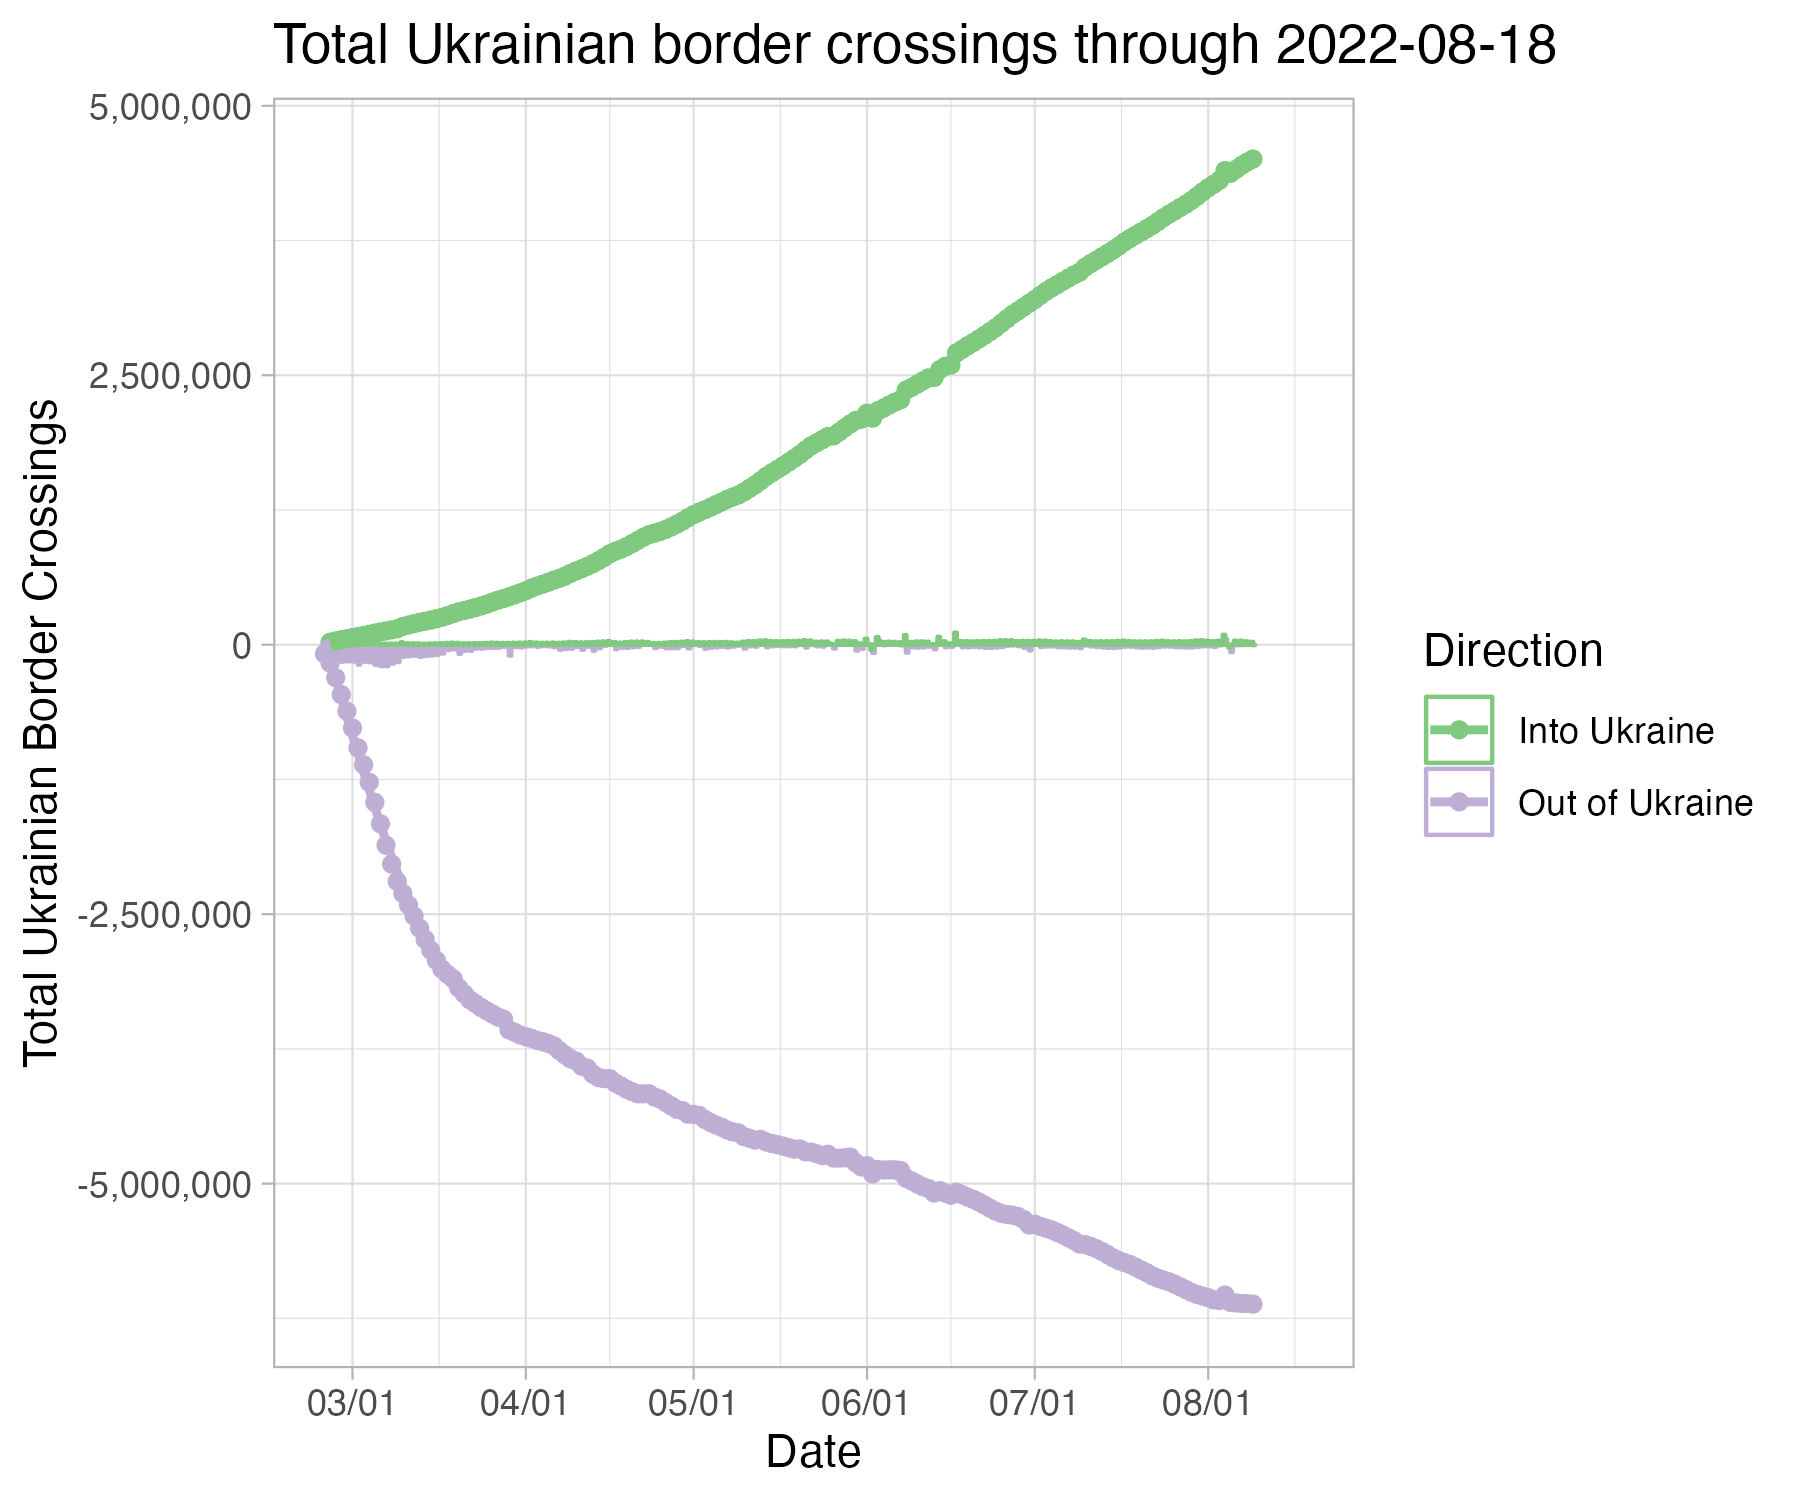 Total Ukrainian border crossings through 2022-08-18
Total Ukrainian Border Crossings
5,000,000
2,500,000
0
-2,500,000
-5,000,000
03/01
04/01
05/01
06/01
07/01
08/01
Date
Direction
Into Ukraine
Out of Ukraine